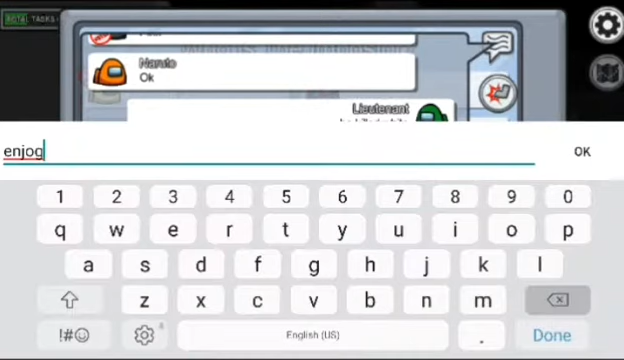 TOTAL TASKS
Naruto
Ok
Lieutenant
enjog
OK
1 2 3 4 5 6 7 8 9 0
q w e r t y u i o p
a s d f g h j k l
z x c v b n m
!#☺ English (US) . Done